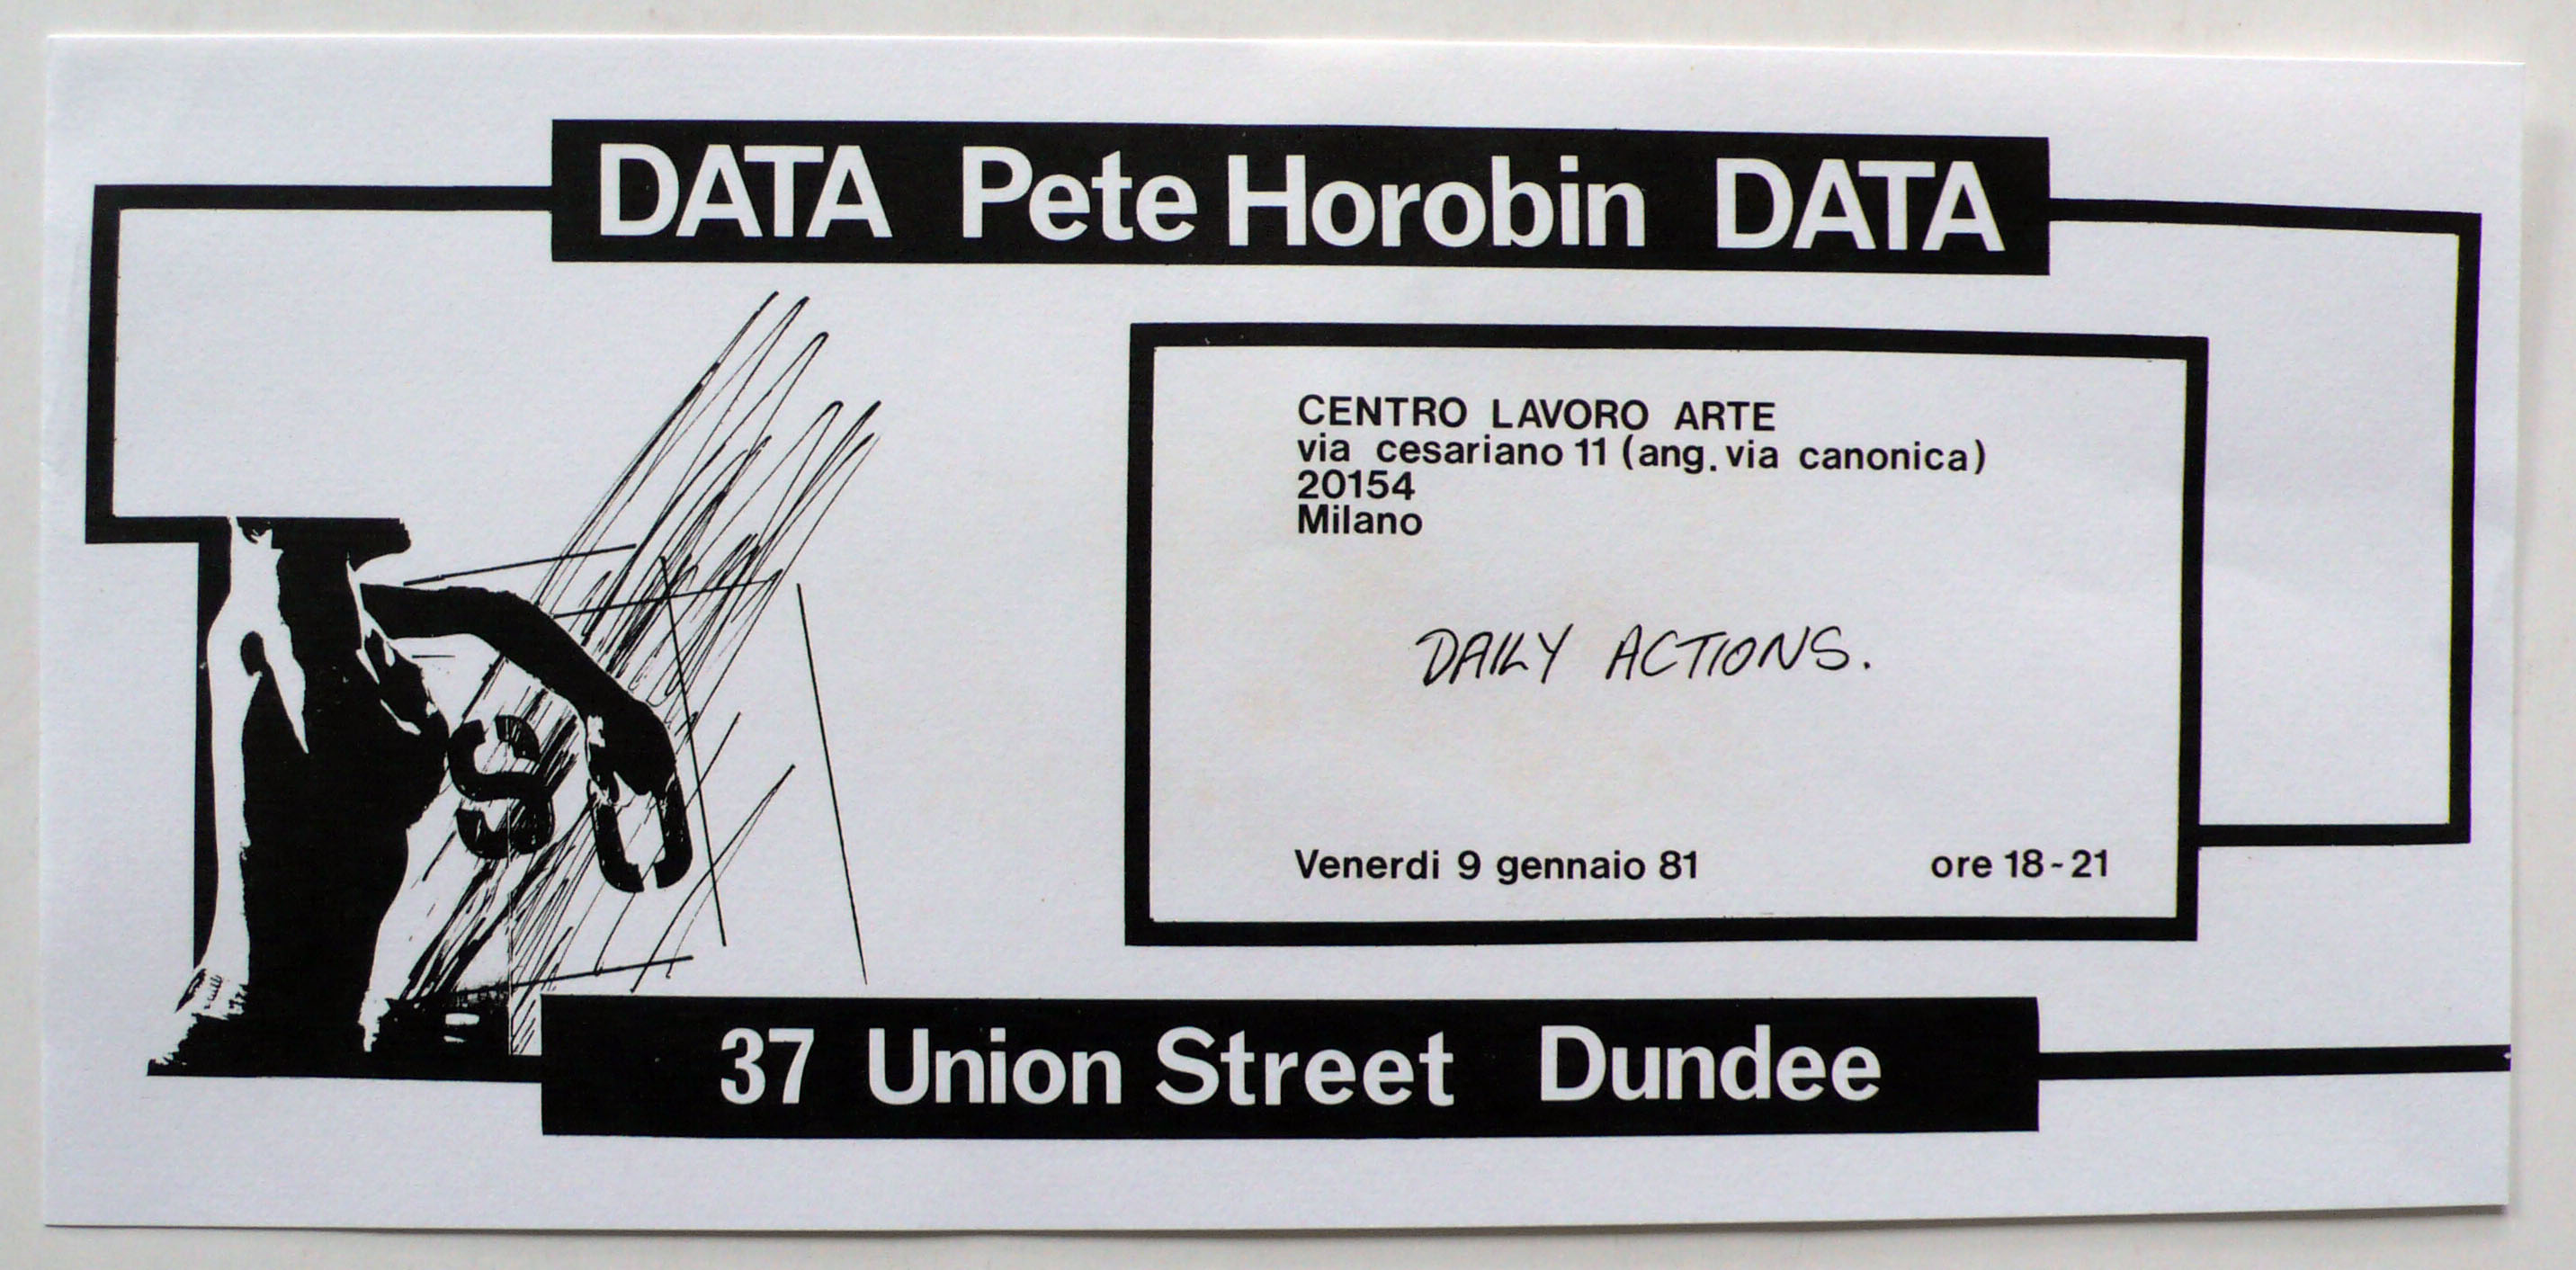 DATA Pete Horobin DATA
CENTRO LAVORO ARTE
via cesariano 11 (ang. via canonica)
20154
Milano
DAILY ACTIONS.
S U
Venerdi 9 gennaio 81 ore 18-21
37 Union Street Dundee